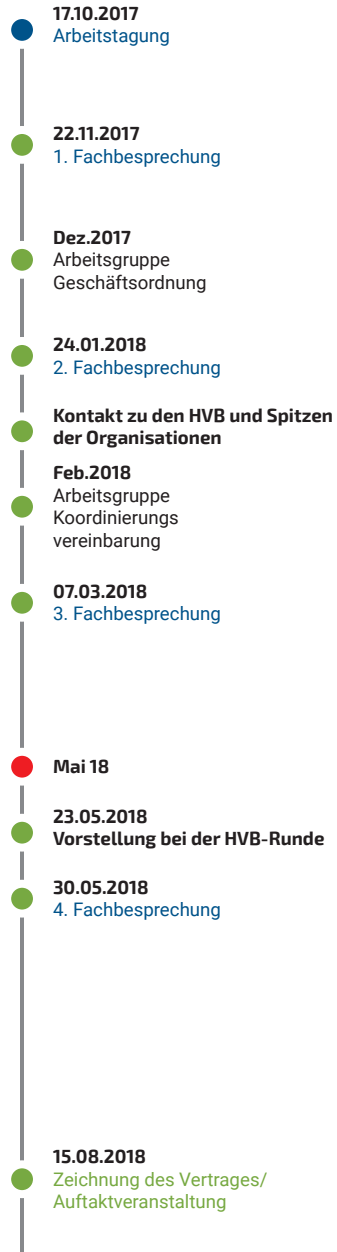 17.10.2017
Arbeitstagung
22.11.2017
1. Fachbesprechung
Dez.2017
Arbeitsgruppe
Geschäftsordnung
24.01.2018
2. Fachbesprechung
Kontakt zu den HVB und Spitzen
der Organisationen
Feb.2018
Arbeitsgruppe
Koordinierungs
vereinbarung
07.03.2018
3. Fachbesprechung
Mai 18
23.05.2018
Vorstellung bei der HVB-Runde
30.05.2018
4. Fachbesprechung
15.08.2018
Zeichnung des Vertrages/
Auftaktveranstaltung